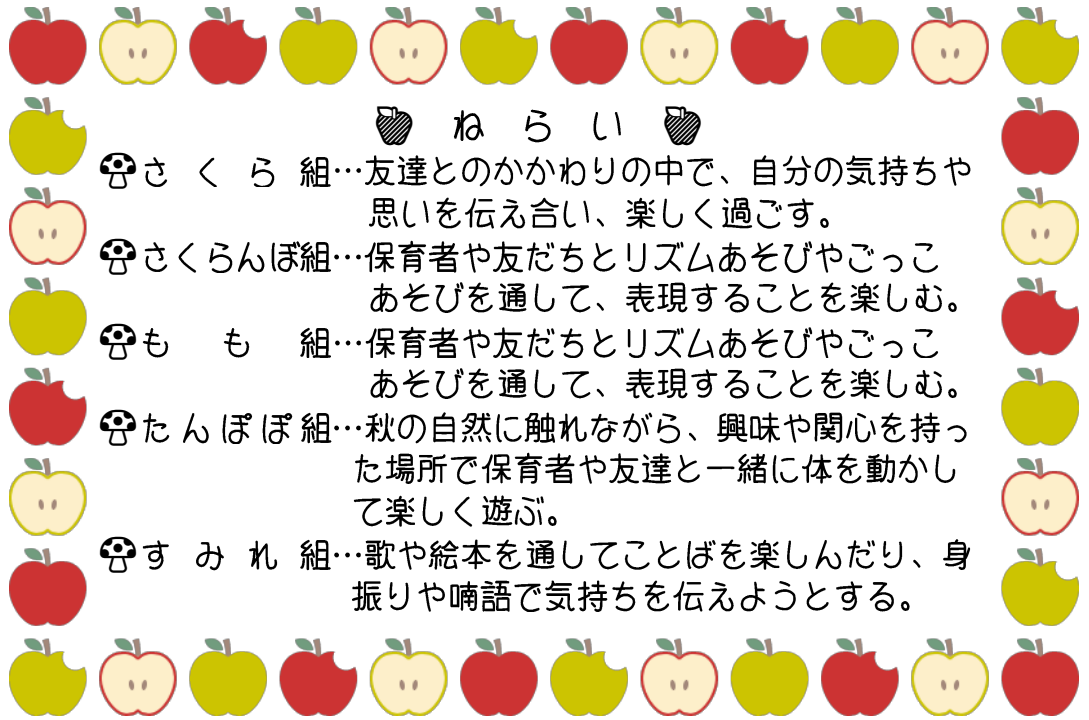 ねらい
さくら組…友達とのかかわりの中で、自分の気持ちや
思いを伝え合い、楽しく過ごす。
さくらんぼ組…保育者や友だちとリズムあそびやごっこ
あそびを通して、表現することを楽しむ。
もも組…保育者や友だちとリズムあそびやごっこ
あそびを通して、表現することを楽しむ。
たんぽぽ組…秋の自然に触れながら、興味や関心を持っ
た場所で保育者や友達と一緒に体を動かし
て楽しく遊ぶ。
すみれ組…歌や絵本を通してことばを楽しんだり、身
振りや喃語で気持ちを伝えようとする。